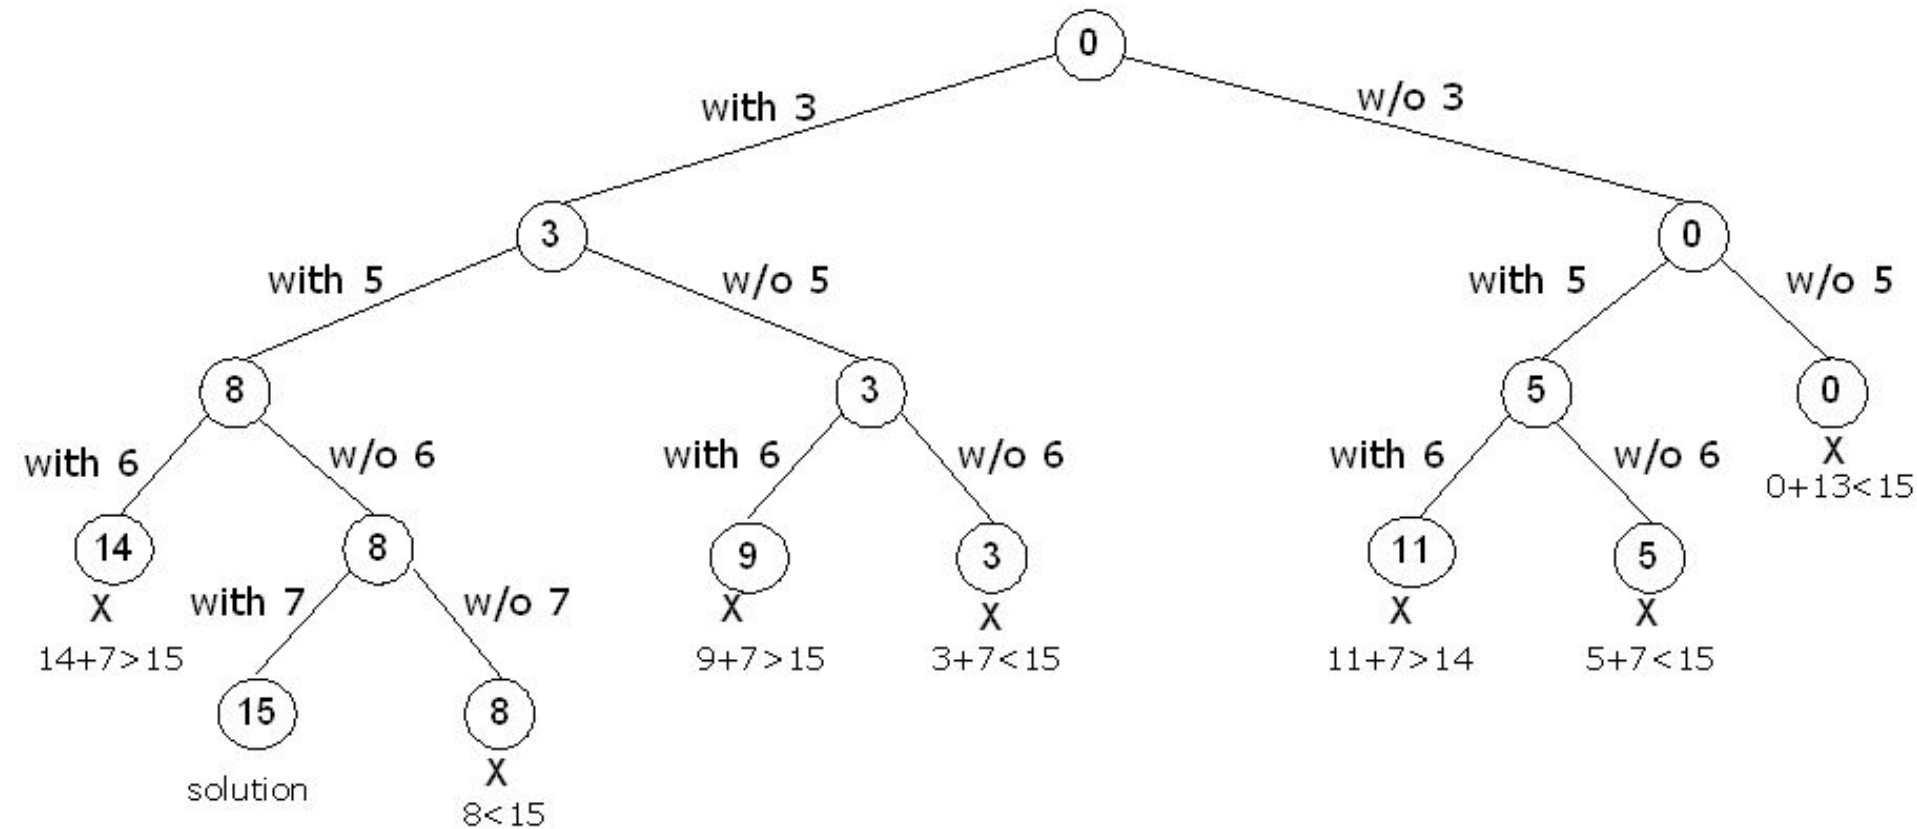 0
with 3
w/o 3
3
0
with 5
w/o 5
with 5
w/o 5
8
3
5
0
X
0+13<15
with 6
w/o 6
with 6
w/o 6
with 6
w/o 6
14
8
9
3
11
5
X
X
X
X
X
14+7>15
9+7>15
3+7<15
11+7>14
5+7<15
with 7
w/o 7
15
8
solution
X
8<15